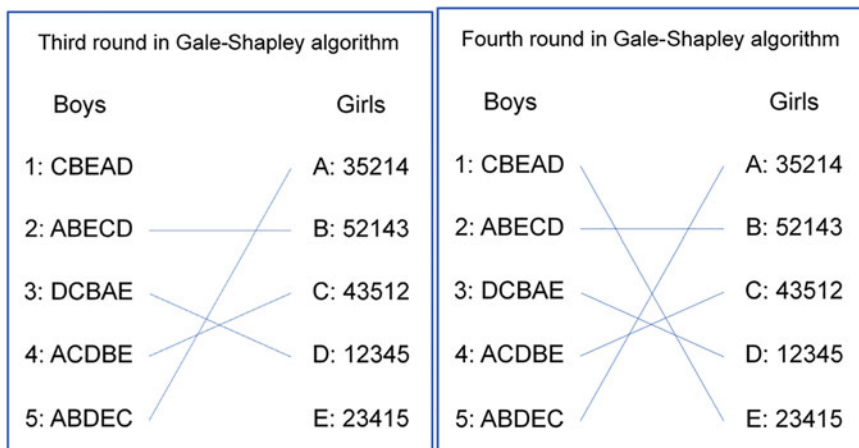 Third round in Gale-Shapley algorithm
Boys Girls
1: CBEAD A: 35214
2: ABECD B: 52143
3: DCBAE C: 43512
4: ACDBE D: 12345
5: ABDEC E: 23415
Fourth round in Gale-Shapley algorithm
Boys Girls
1: CBEAD A: 35214
2: ABECD B: 52143
3: DCBAE C: 43512
4: ACDBE D: 12345
5: ABDEC E: 23415